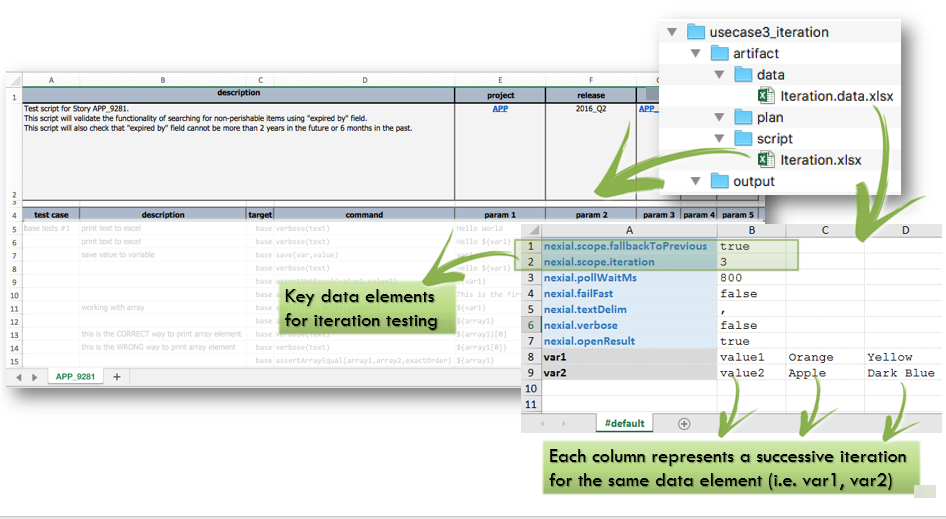 usecase3_iteration
artifact
data
Iteration.data.xlsx
plan
script
Iteration.xlsx
output
A B C D E F
1 description project release
Test script for Story APP_9281. APP 2016_Q2 APP_
This script will validate the functionality of searching for non-perishable items using "expired by" field.
This script will also check that "expired by" field cannot be more than 2 years in the future or 6 months in the past.
2
3
4 test case description target command param 1 param 2 param 3 param 4 param 5
5 base tests #1 print text to excel base verbose(text) Hello World
6 print text to excel base verbose(text) Hello ${var1}
7 save value to variable base save(var,value)
8 base verbose(text) Hello ${var1}
9 base ${var1}
10 base This is the firs
11 working with array base ${var1}
12 base ${array1}
13 this is the CORRECT way to print array element base verbose(text) ${array1}[0]
14 this is the WRONG way to print array element base verbose(text) ${array1[0]}
15 base assertArrayEqual(array1,array2,exactOrder) ${array1}
APP_9281 +
Key data elements
for iteration testing
A B C D
1 nexial.scope.fallbackToPrevious true
2 nexial.scope.iteration 3
3 nexial.pollWaitMs 800
4 nexial.failFast false
5 nexial.textDelim ,
6 nexial.verbose false
7 nexial.openResult true
8 var1 value1 Orange Yellow
9 var2 value2 Apple Dark Blue
10
11
#default
Each column represents a successive iteration
for the same data element (i.e. var1, var2)